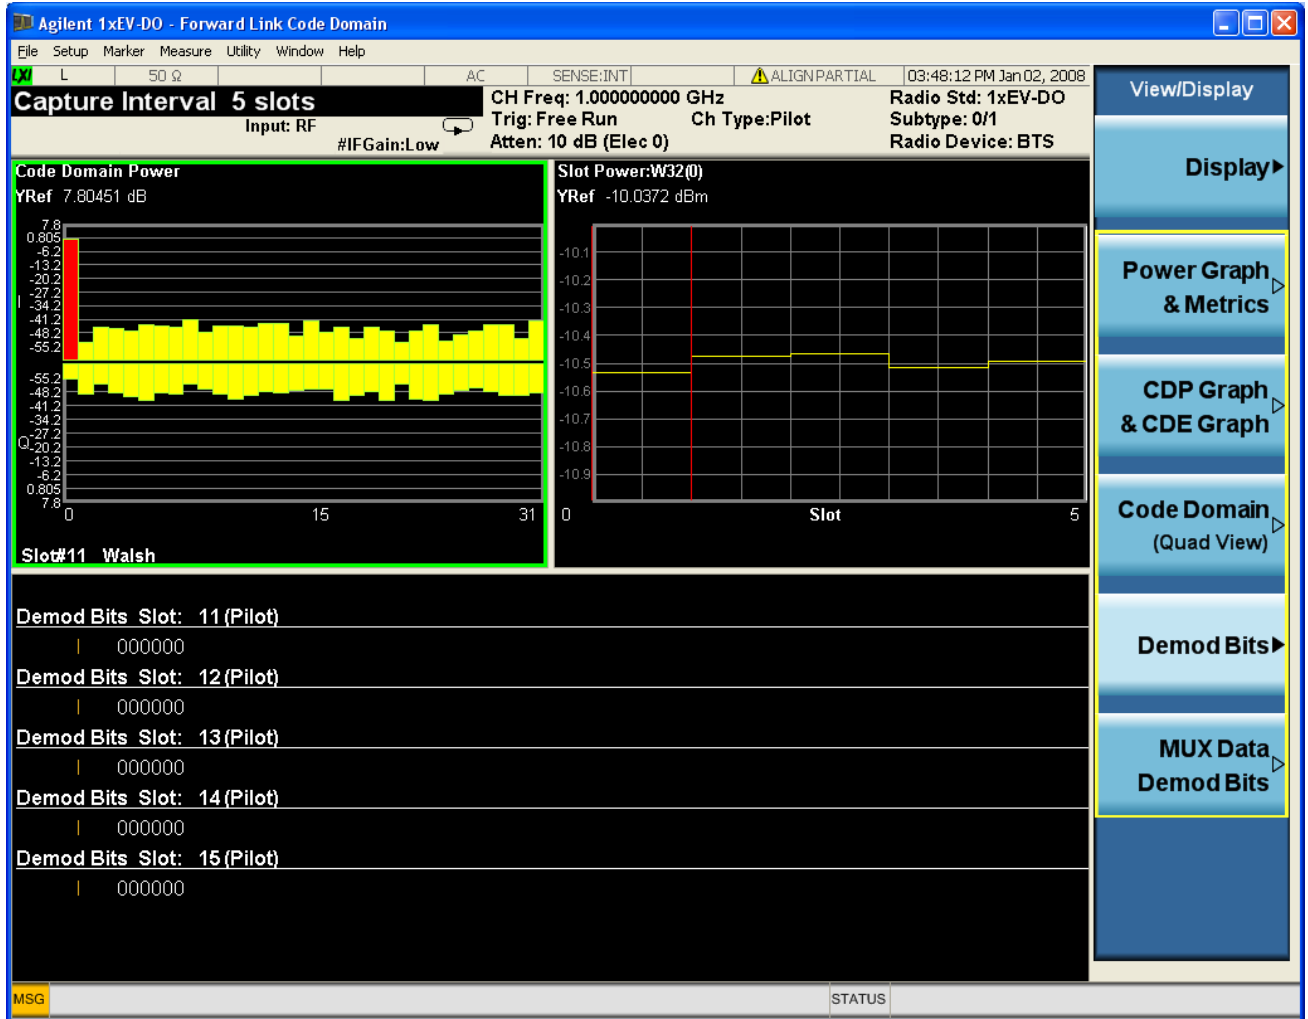 Agilent 1xEV-DO - Forward Link Code Domain
File Setup Marker Measure Utility Window Help
LXI L 50 Ω AC SENSE:INT ALIGN PARTIAL 03:48:12 PM Jan 02, 2008
Capture Interval 5 slots
Input: RF
#IFGain:Low
CH Freq: 1.000000000 GHz
Trig: Free Run Ch Type:Pilot
Atten: 10 dB (Elec 0)
Radio Std: 1xEV-DO
Subtype: 0/1
Radio Device: BTS
Code Domain Power
YRef 7.80451 dB
7.8
0.805
-6.2
-13.2
-20.2
-27.2
I -34.2
-41.2
-48.2
-55.2
-55.2
-48.2
-41.2
-34.2
-27.2
Q -20.2
-13.2
-6.2
0.805
7.8
0 15 31
Slot#11 Walsh
Slot Power:W32(0)
YRef -10.0372 dBm
-10.1
-10.2
-10.3
-10.4
-10.5
-10.6
-10.7
-10.8
-10.9
0 Slot 5
Demod Bits Slot: 11(Pilot)
I 000000
Demod Bits Slot: 12(Pilot)
I 000000
Demod Bits Slot: 13(Pilot)
I 000000
Demod Bits Slot: 14(Pilot)
I 000000
Demod Bits Slot: 15(Pilot)
I 000000
View/Display
Display
Power Graph
& Metrics
CDP Graph
& CDE Graph
Code Domain
(Quad View)
Demod Bits
MUX Data
Demod Bits
MSG STATUS